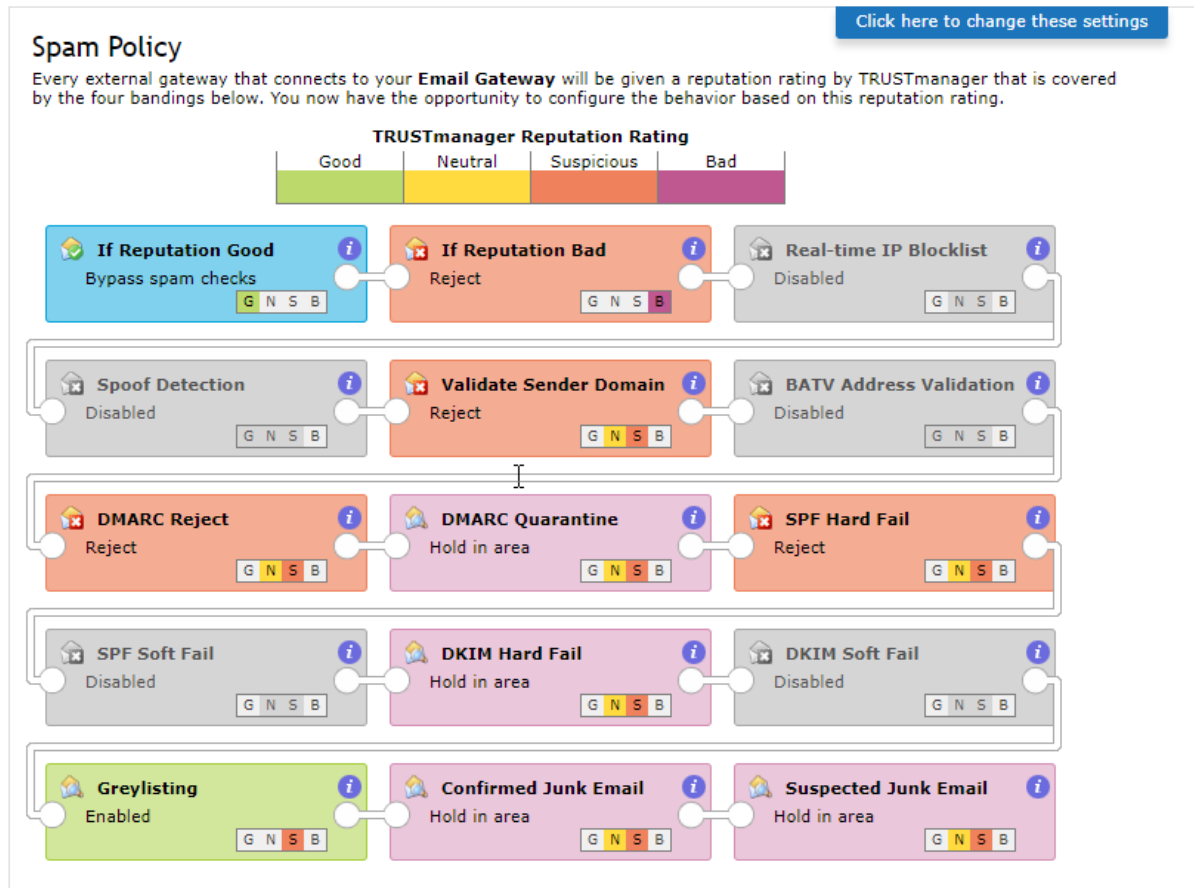 Click here to change these settings
Spam Policy
Every external gateway that connects to your Email Gateway will be given a reputation rating by TRUSTmanager that is covered
by the four bandings below. You now have the opportunity to configure the behavior based on this reputation rating.
TRUSTmanager Reputation Rating
Good Neutral Suspicious Bad
If Reputation Good i
Bypass spam checks
G N S B
If Reputation Bad i
Reject
G N S B
Real-time IP Blocklist i
Disabled
G N S B
Spoof Detection i
Disabled
G N S B
Validate Sender Domain i
Reject
G N S B
BATV Address Validation i
Disabled
G N S B
DMARC Reject i
Reject
G N S B
DMARC Quarantine i
Hold in area
G N S B
SPF Hard Fail i
Reject
G N S B
SPF Soft Fail i
Disabled
G N S B
DKIM Hard Fail i
Hold in area
G N S B
DKIM Soft Fail i
Disabled
G N S B
Greylisting i
Enabled
G N S B
Confirmed Junk Email i
Hold in area
G N S B
Suspected Junk Email i
Hold in area
G N S B